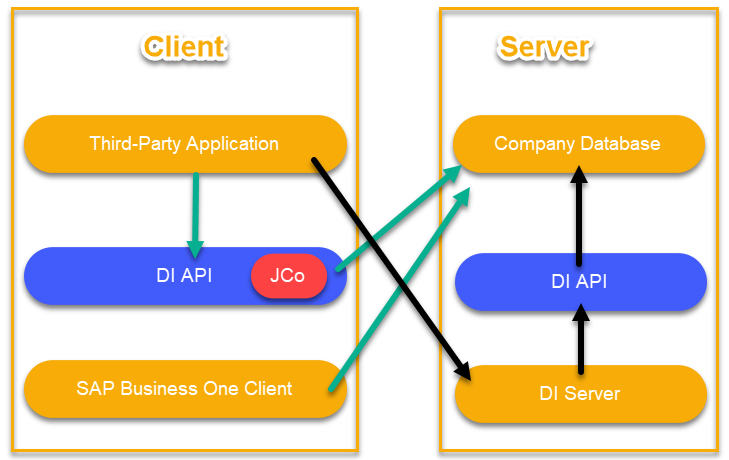 Client
Server
Third-Party Application
Company Database
DI API
JCo
DI API
SAP Business One Client
DI Server